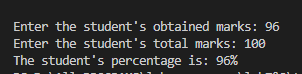 Enter the student's obtained marks: 96
Enter the student's total marks: 100
The student's percentage is: 96%